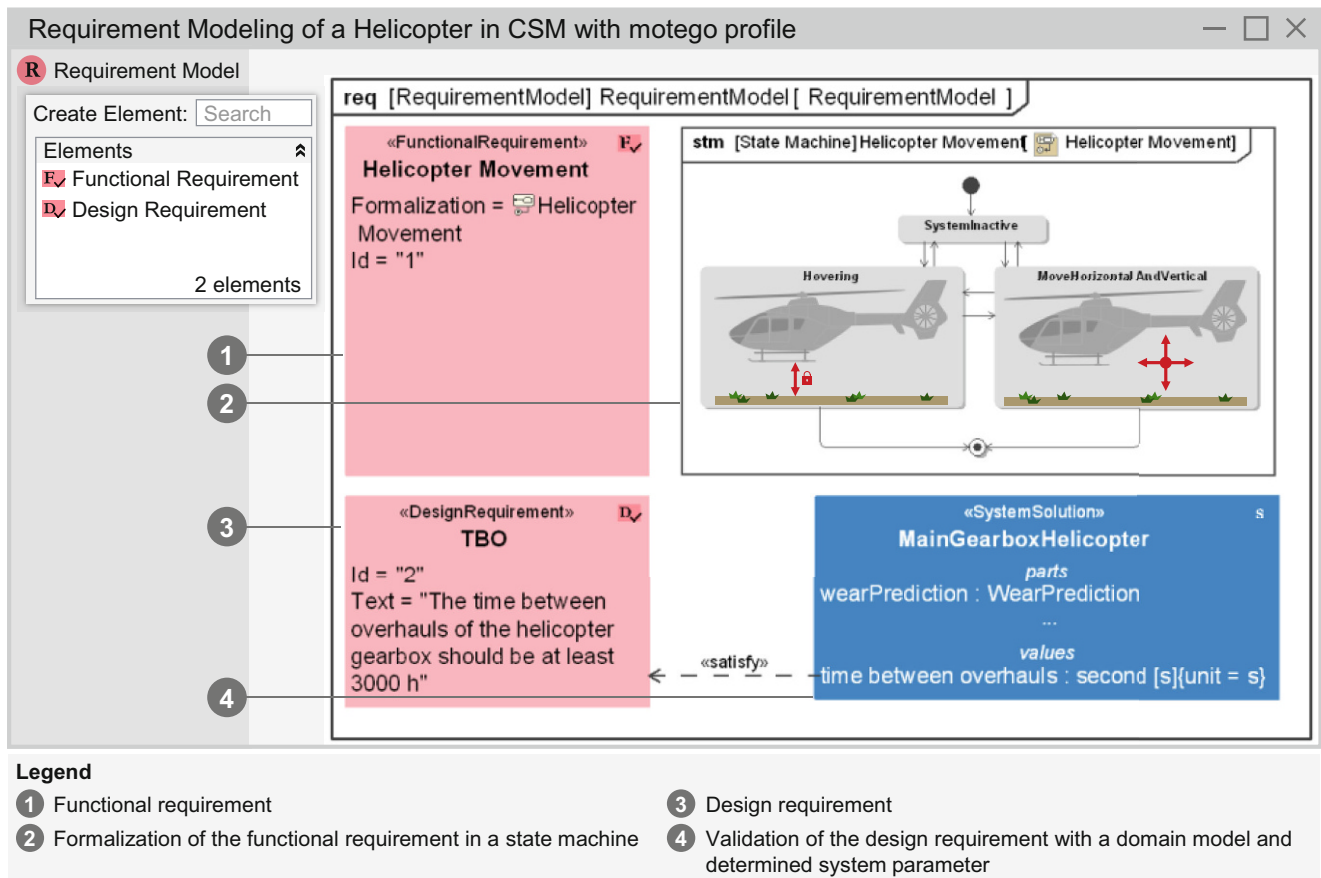 Requirement Modeling of a Helicopter in CSM with motego profile
R Requirement Model
Create Element: Search
Elements
F Functional Requirement
D Design Requirement
2 elements
req [RequirementModel] RequirementModel [ RequirementModel ]
«FunctionalRequirement» F
Helicopter Movement
Formalization = Helicopter
Movement
Id = "1"
stm [State Machine] Helicopter Movement[ Helicopter Movement]
SystemInactive
Hovering
MoveHorizontalAndVertical
1
2
3
4
«DesignRequirement» D
TBO
Id = "2"
Text = "The time between
overhauls of the helicopter
gearbox should be at least
3000 h"
«satisfy»
«SystemSolution» s
MainGearboxHelicopter
parts
wearPrediction : WearPrediction
...
values
time between overhauls : second [s]{unit = s}
Legend
1 Functional requirement
2 Formalization of the functional requirement in a state machine
3 Design requirement
4 Validation of the design requirement with a domain model and
determined system parameter